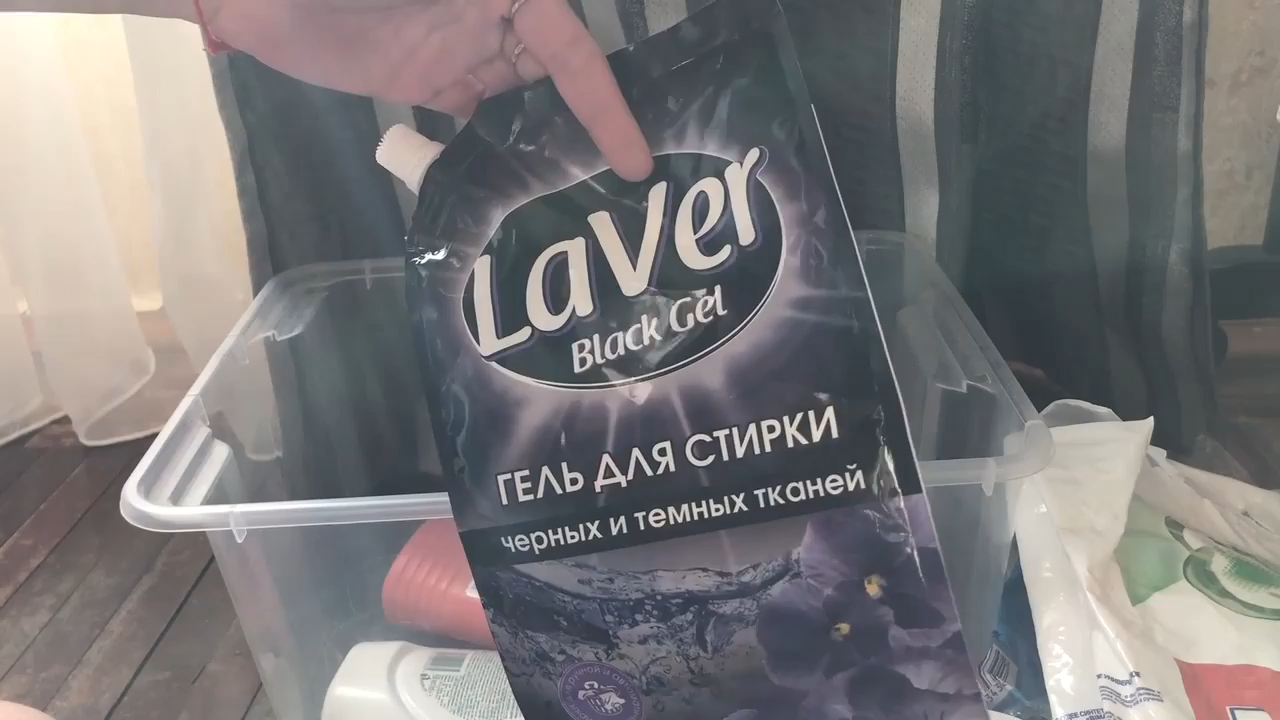 LaVer
Black Gel
ГЕЛЬ ДЛЯ СТИРКИ
черных и темных тканей